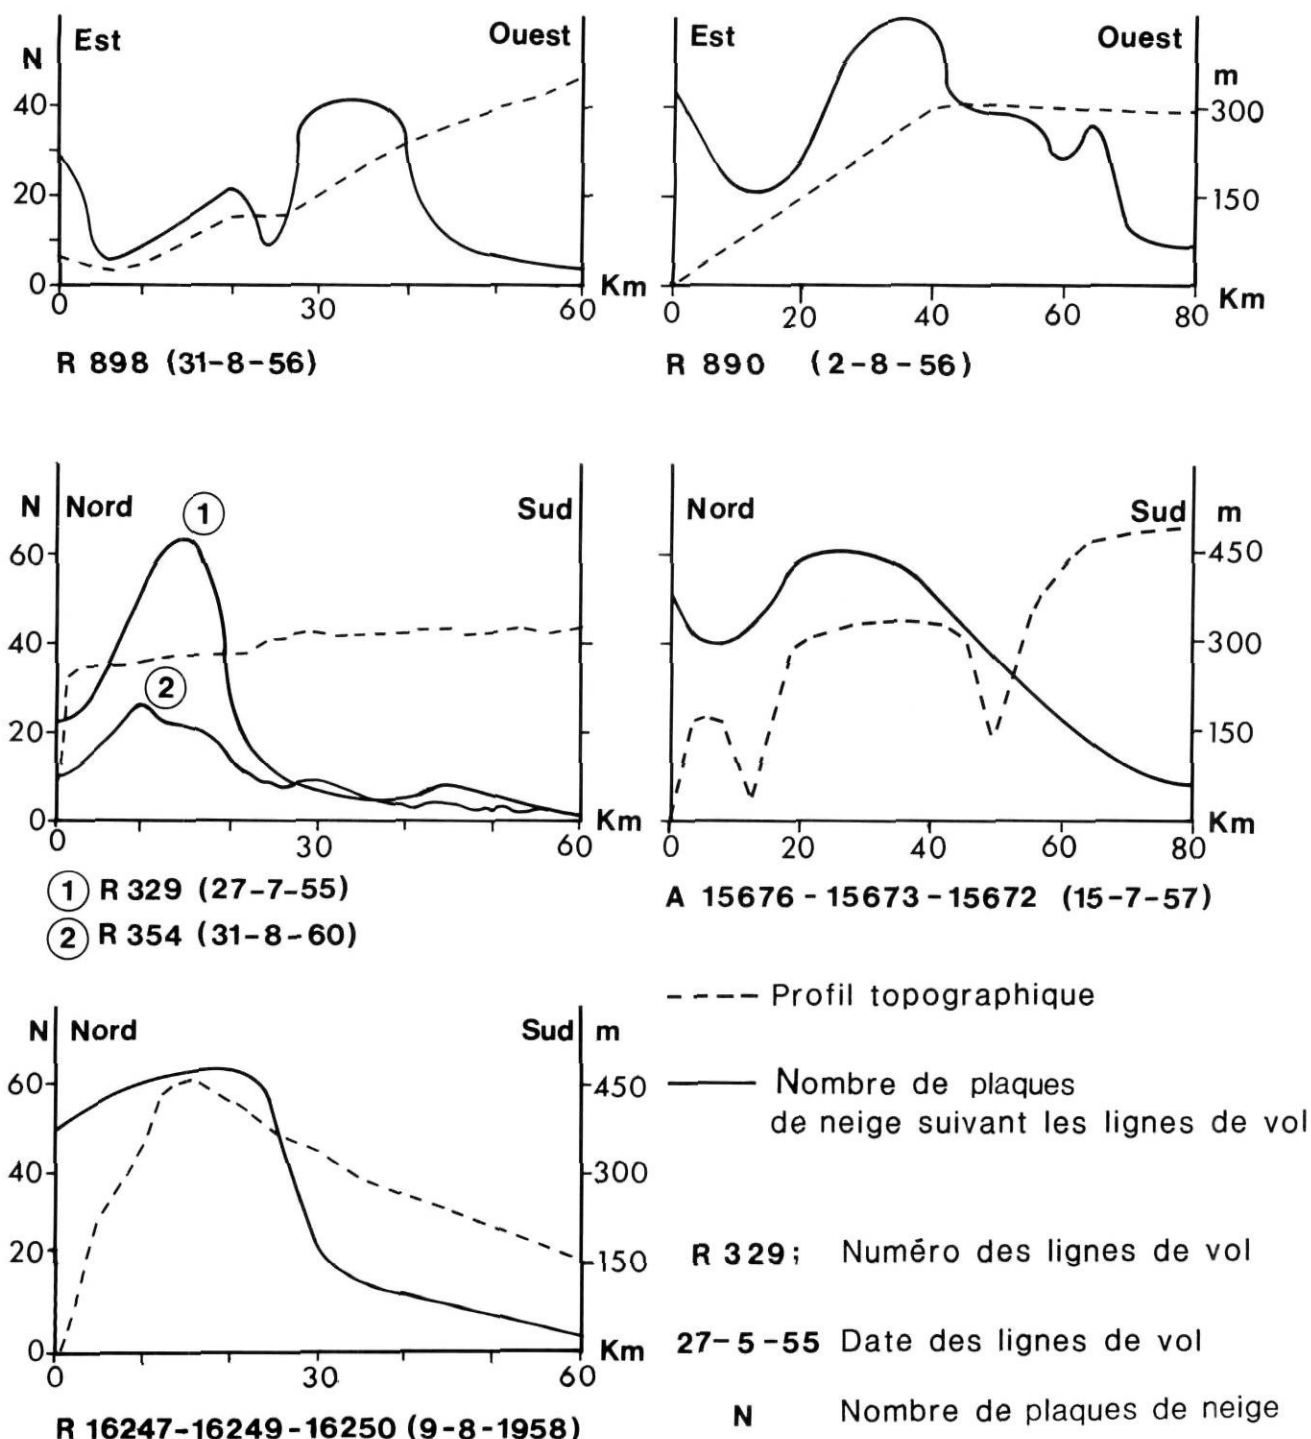 Est Ouest
N
40
20
0
0 30 60 Km
R 898 (31-8-56)
Est Ouest
m
300
150
0 20 40 60 80 Km
R 890 (2-8-56)
N Nord Sud
1
60
40
2
20
0
0 30 60 Km
1 R 329 (27-7-55)
2 R 354 (31-8-60)
Nord Sud m
450
300
150
0 20 40 60 80 Km
A 15676-15673-15672 (15-7-57)
N Nord Sud m
60 450
40 300
20 150
0
0 30 60 Km
R 16247-16249-16250 (9-8-1958)
Profil topographique
Nombre de plaques
de neige suivant les lignes de vol
R 329; Numéro des lignes de vol
27-5-55 Date des lignes de vol
N Nombre de plaques de neige